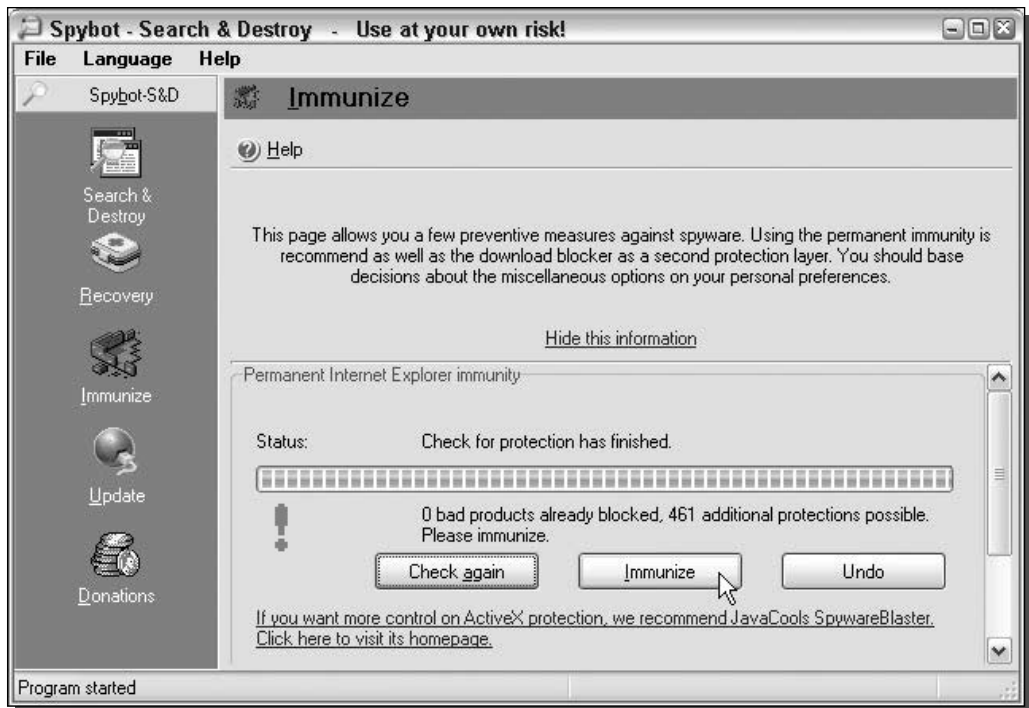 Spybot - Search & Destroy - Use at your own risk!
File Language Help
Spybot-S&D
Search &
Destroy
Recovery
Immunize
Update
Donations
Immunize
Help
This page allows you a few preventive measures against spyware. Using the permanent immunity is
recommend as well as the download blocker as a second protection layer. You should base
decisions about the miscellaneous options on your personal preferences.
Hide this information
Permanent Internet Explorer immunity
Status: Check for protection has finished.
0 bad products already blocked, 461 additional protections possible.
Please immunize.
Check again Immunize Undo
If you want more control on ActiveX protection, we recommend JavaCools SpywareBlaster.
Click here to visit its homepage.
Program started